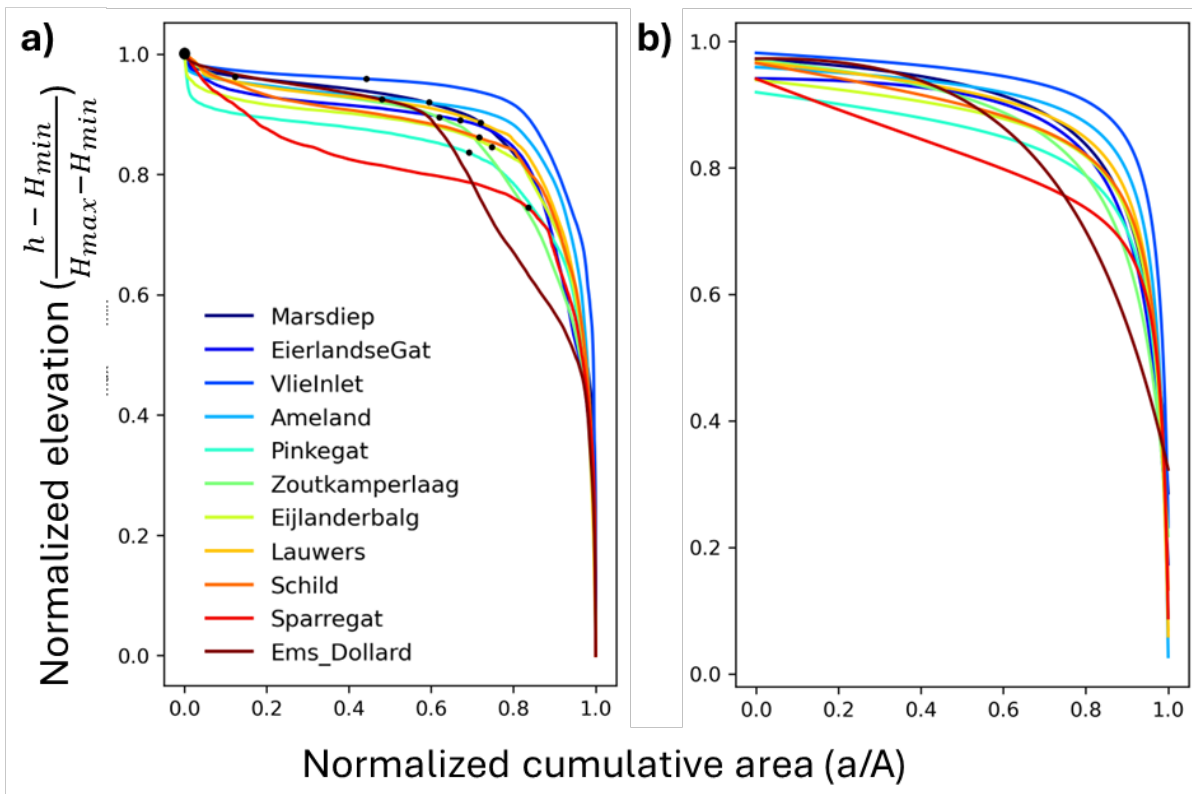 a)
b)
Normalized elevation (h − H_min / H_max−H_min)
1.0
0.8
0.6
0.4
0.2
0.0
Marsdiep
EierlandseGat
VlieInlet
Ameland
Pinkegat
Zoutkamperlaag
Eijlanderbalg
Lauwers
Schild
Sparregat
Ems_Dollard
0.0 0.2 0.4 0.6 0.8 1.0
1.0
0.8
0.6
0.4
0.2
0.0
0.0 0.2 0.4 0.6 0.8 1.0
Normalized cumulative area (a/A)